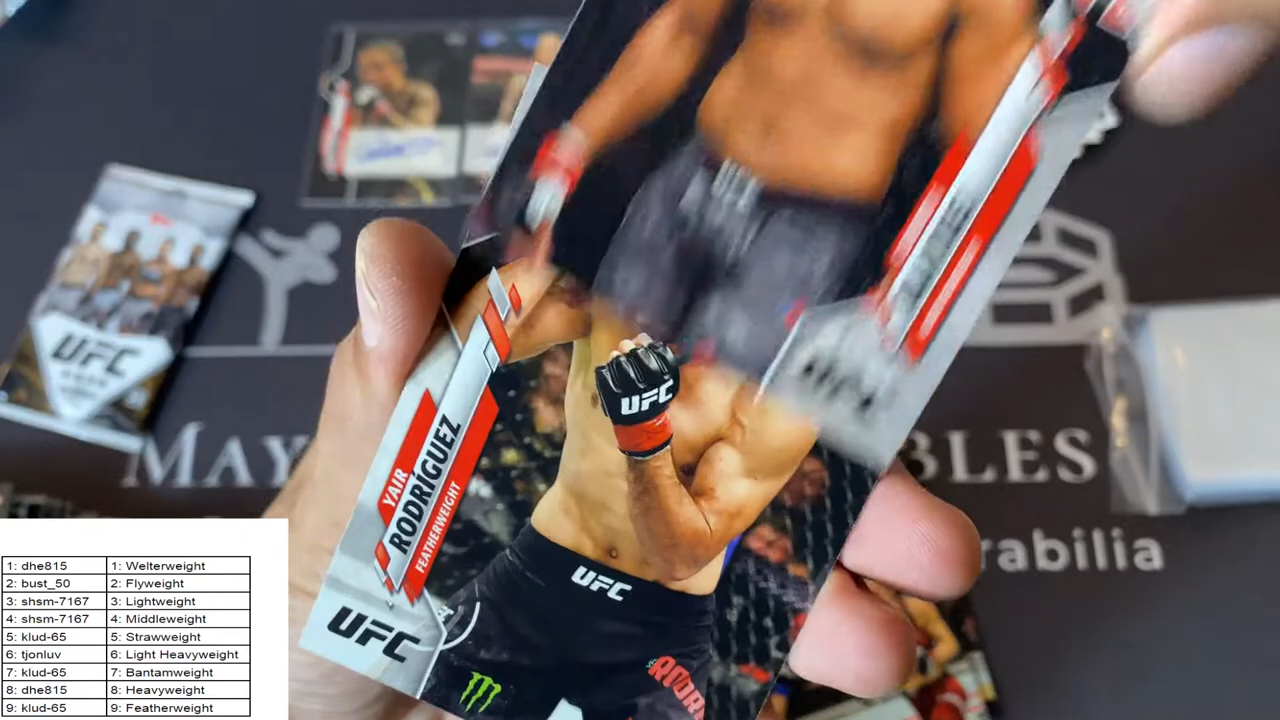 UFC
MAY
BLES
rabilia
UFC
YAIR
RODRÍGUEZ
FEATHERWEIGHT
UFC
UFC
1: dhe815 1: Welterweight
2: bust_50 2: Flyweight
3: shsm-7167 3: Lightweight
4: shsm-7167 4: Middleweight
5: klud-65 5: Strawweight
6: tjonluv 6: Light Heavyweight
7: klud-65 7: Bantamweight
8: dhe815 8: Heavyweight
9: klud-65 9: Featherweight